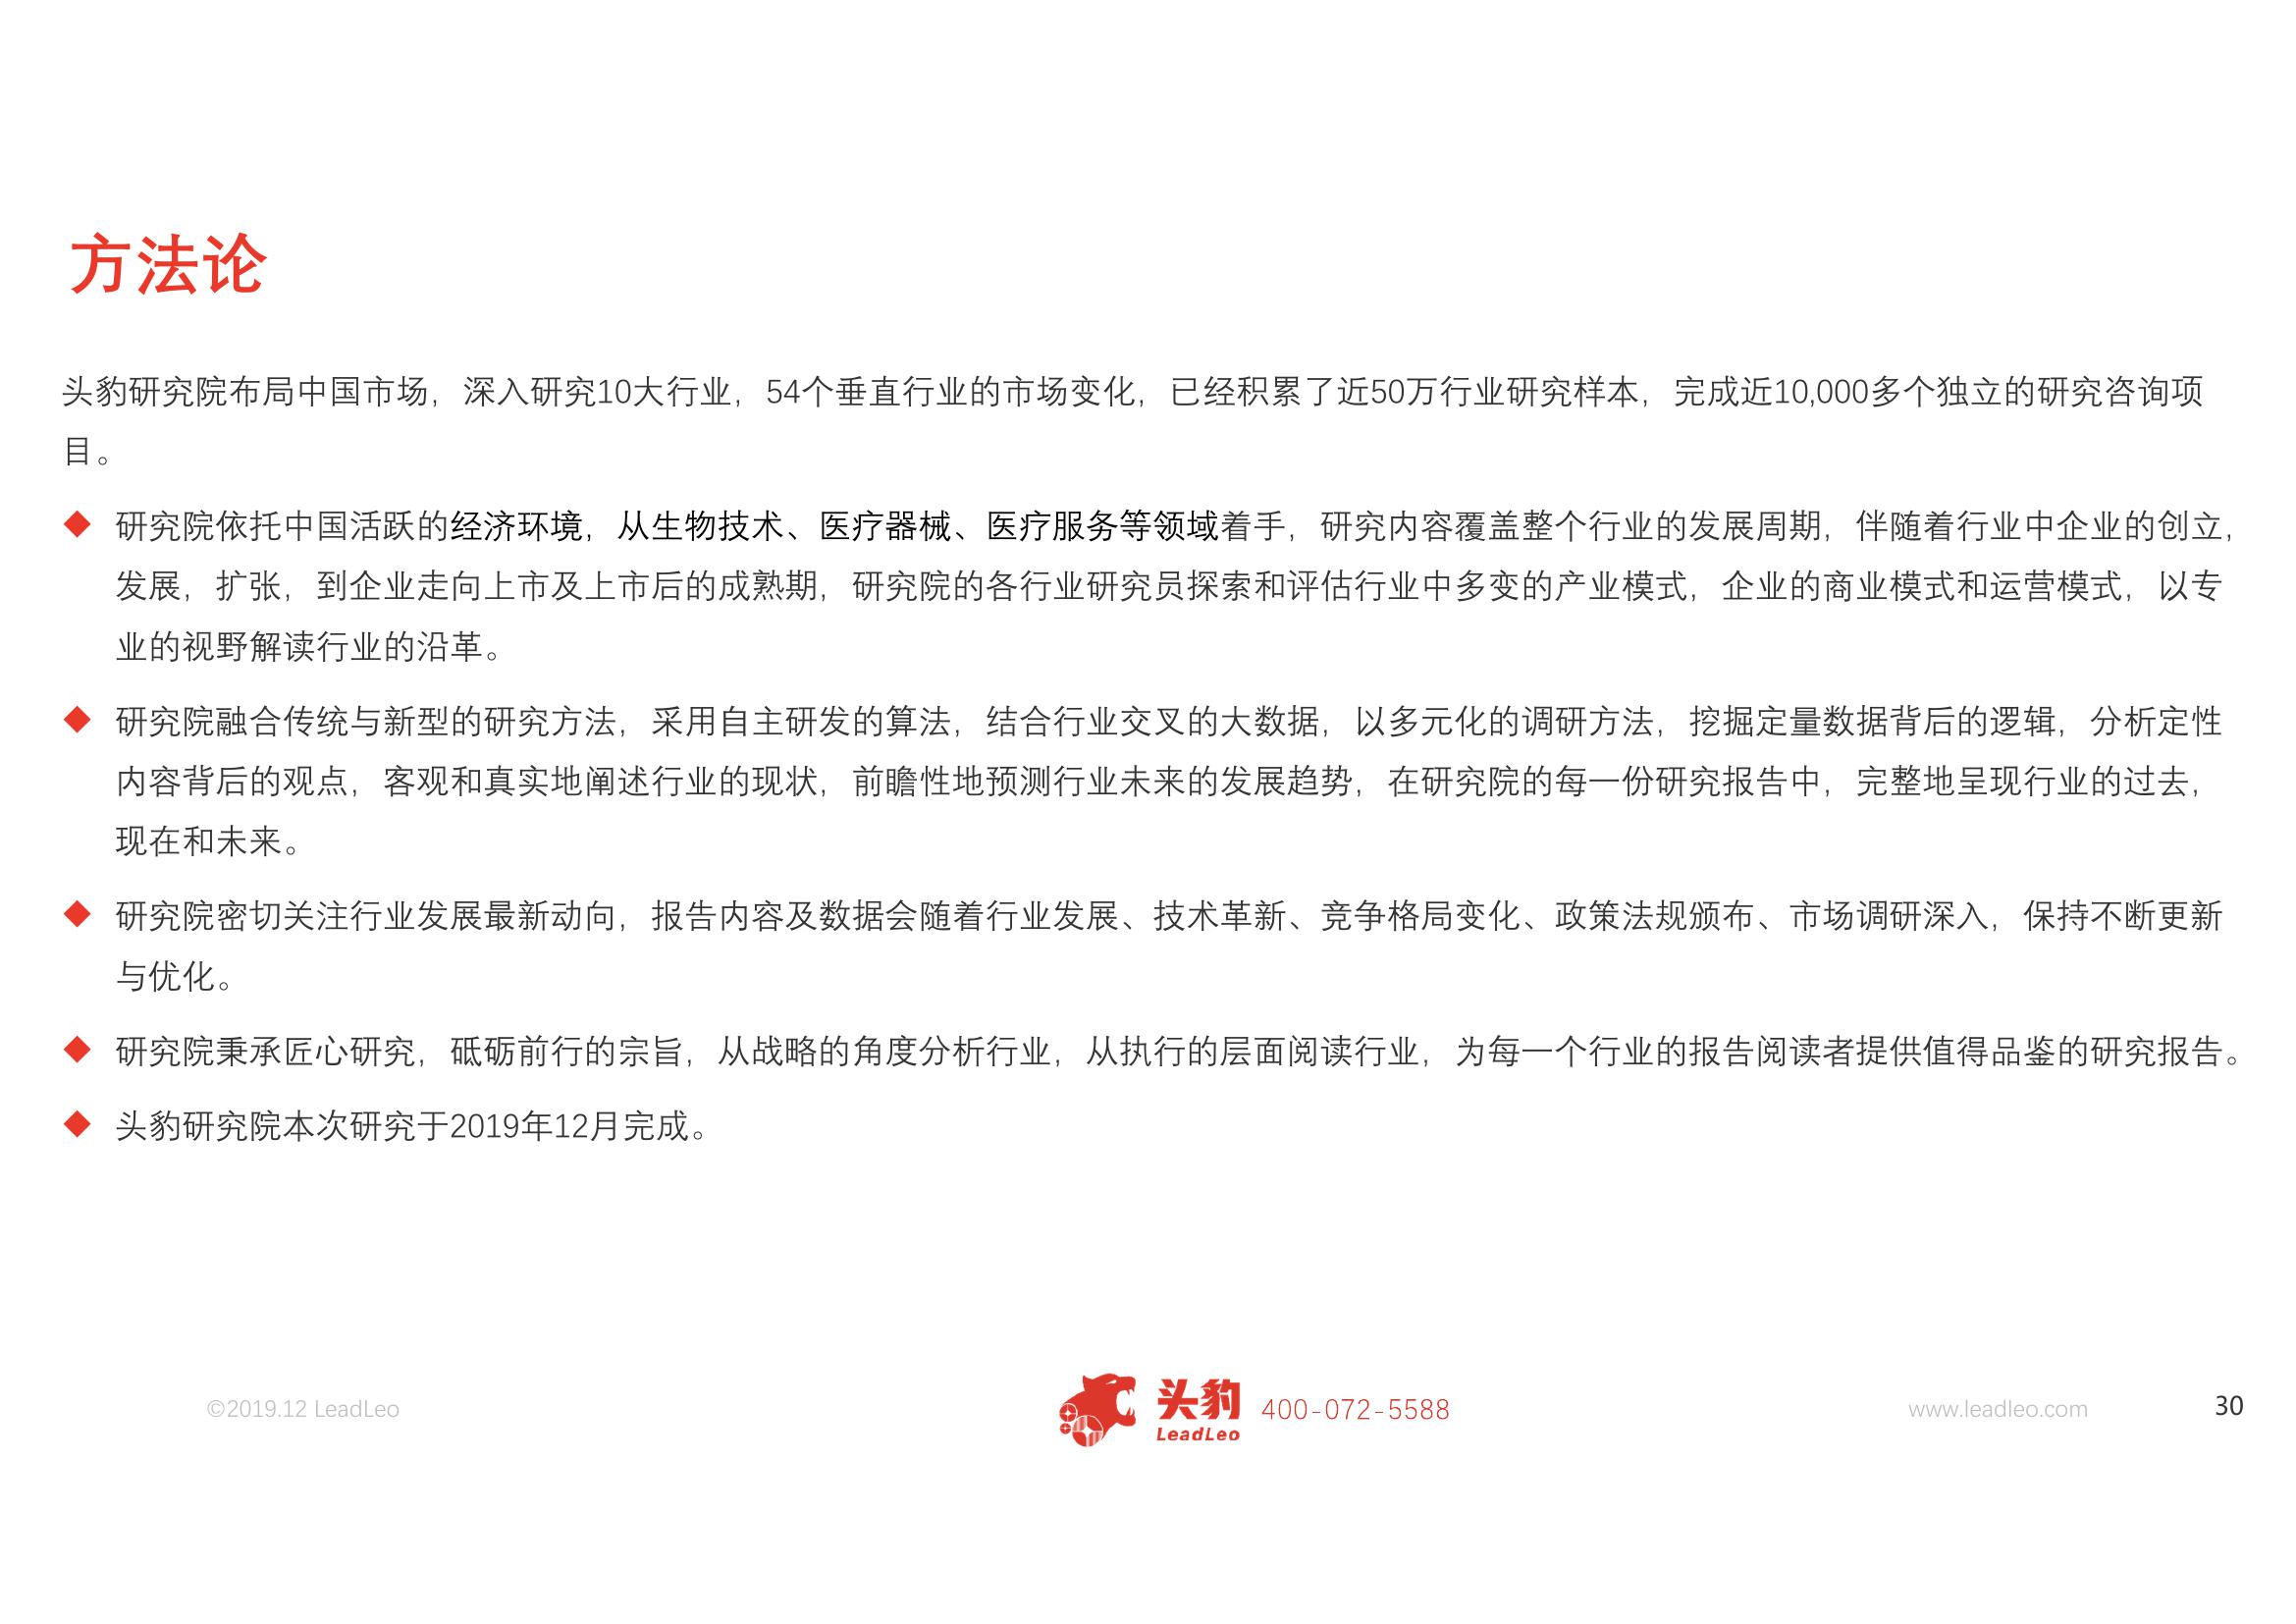 方法论
头豹研究院布局中国市场，深入研究10大行业，54个垂直行业的市场变化，已经积累了近50万行业研究样本，完成近10,000多个独立的研究咨询项
目。
◆ 研究院依托中国活跃的经济环境，从生物技术、医疗器械、医疗服务等领域着手，研究内容覆盖整个行业的发展周期，伴随着行业中企业的创立，
发展，扩张，到企业走向上市及上市后的成熟期，研究院的各行业研究员探索和评估行业中多变的产业模式，企业的商业模式和运营模式，以专
业的视野解读行业的沿革。
◆ 研究院融合传统与新型的研究方法，采用自主研发的算法，结合行业交叉的大数据，以多元化的调研方法，挖掘定量数据背后的逻辑，分析定性
内容背后的观点，客观和真实地阐述行业的现状，前瞻性地预测行业未来的发展趋势，在研究院的每一份研究报告中，完整地呈现行业的过去，
现在和未来。
◆ 研究院密切关注行业发展最新动向，报告内容及数据会随着行业发展、技术革新、竞争格局变化、政策法规颁布、市场调研深入，保持不断更新
与优化。
◆ 研究院秉承匠心研究，砥砺前行的宗旨，从战略的角度分析行业，从执行的层面阅读行业，为每一个行业的报告阅读者提供值得品鉴的研究报告。
◆ 头豹研究院本次研究于2019年12月完成。
©2019.12 LeadLeo
头豹
LeadLeo
400-072-5588
www.leadleo.com
30